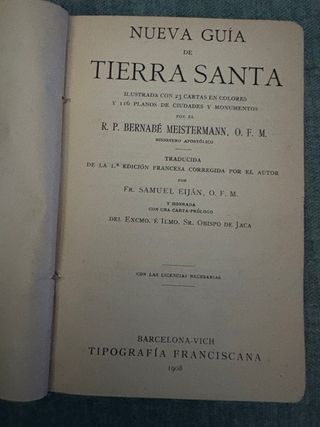 NUEVA GUÍA
DE
TIERRA SANTA
ILUSTRADA CON 23 CARTAS EN COLORES
Y 116 PLANOS DE CIUDADES Y MONUMENTOS
POR EL
R. P. BERNABÉ MEISTERMANN, O. F. M.
MISIONERO APOSTÓLICO
TRADUCIDA
DE LA 1.ª EDICIÓN FRANCESA CORREGIDA POR EL AUTOR
POR
FR. SAMUEL EIJÁN, O. F. M.
Y HONRADA
CON UNA CARTA-PRÓLOGO
DEL EXCMO. É ILMO. SR. OBISPO DE JACA
CON LAS LICENCIAS NECESARIAS
BARCELONA-VICH
TIPOGRAFÍA FRANCISCANA
1908